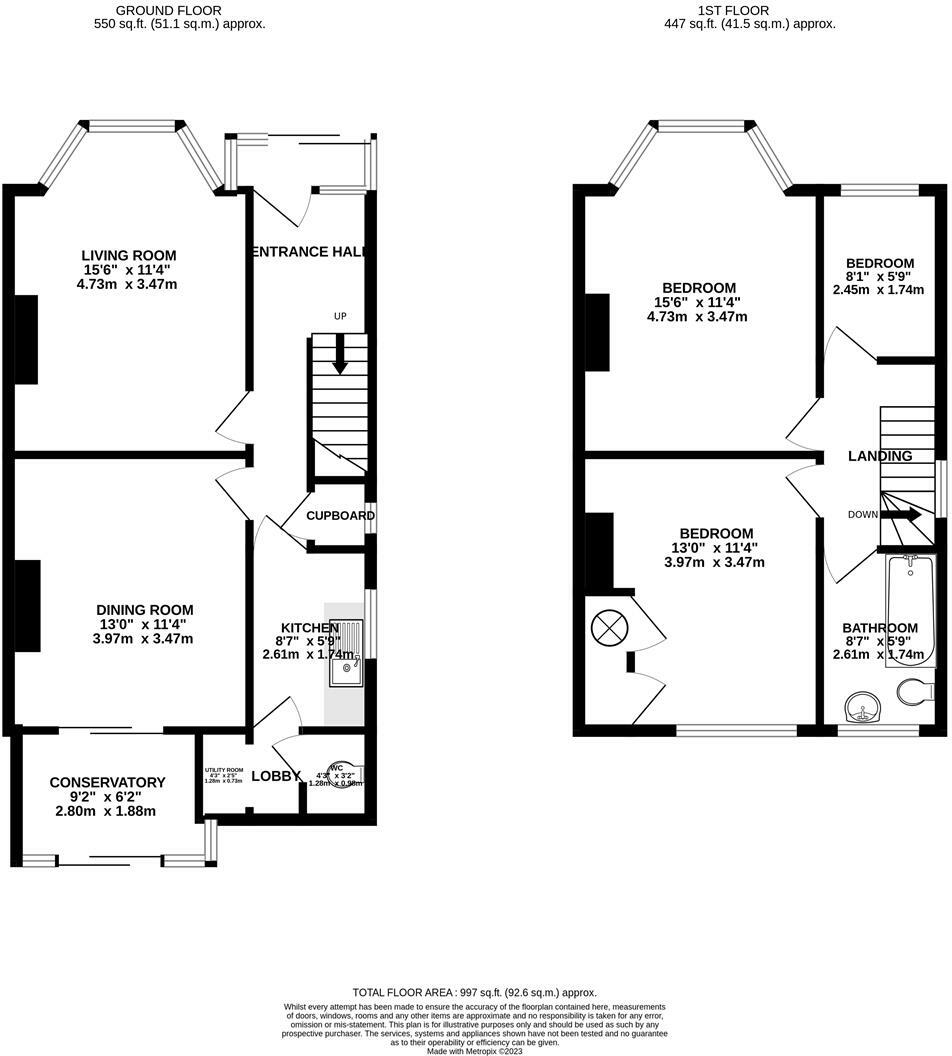 GROUND FLOOR
550 sq.ft. (51.1 sq.m.) approx.
1ST FLOOR
447 sq.ft. (41.5 sq.m.) approx.
LIVING ROOM
15'6" x 11'4"
4.73m x 3.47m
ENTRANCE HALL
UP
CUPBOARD
DINING ROOM
13'0" x 11'4"
3.97m x 3.47m
KITCHEN
8'7" x 5'9"
2.61m x 1.74m
CONSERVATORY
9'2" x 6'2"
2.80m x 1.88m
UTILITY ROOM
4'3" x 2'5"
1.28m x 0.73m
LOBBY
WC
4'3" x 3'2"
1.28m x 0.98m
BEDROOM
15'6" x 11'4"
4.73m x 3.47m
BEDROOM
8'1" x 5'9"
2.45m x 1.74m
LANDING
DOWN
BEDROOM
13'0" x 11'4"
3.97m x 3.47m
BATHROOM
8'7" x 5'9"
2.61m x 1.74m
TOTAL FLOOR AREA : 997 sq.ft. (92.6 sq.m.) approx.
Whilst every attempt has been made to ensure the accuracy of the floorplan contained here, measurements
of doors, windows, rooms and any other items are approximate and no responsibility is taken for any error,
omission or mis-statement. This plan is for illustrative purposes only and should be used as such by any
prospective purchaser. The services, systems and appliances shown have not been tested and no guarantee
as to their operability or efficiency can be given.
Made with Metropix ©2023